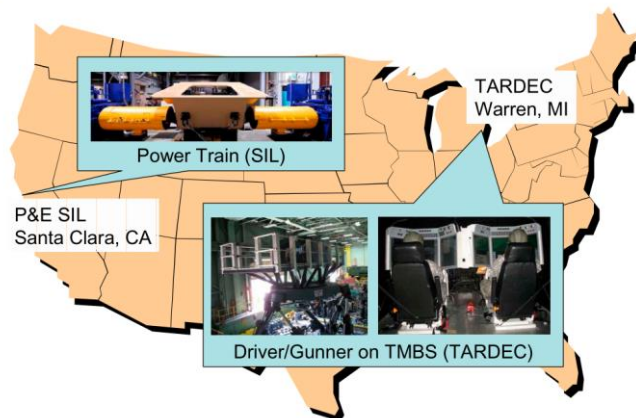 TARDEC
Warren, MI
Power Train (SIL)
P&E SIL
Santa Clara, CA
Driver/Gunner on TMBS (TARDEC)